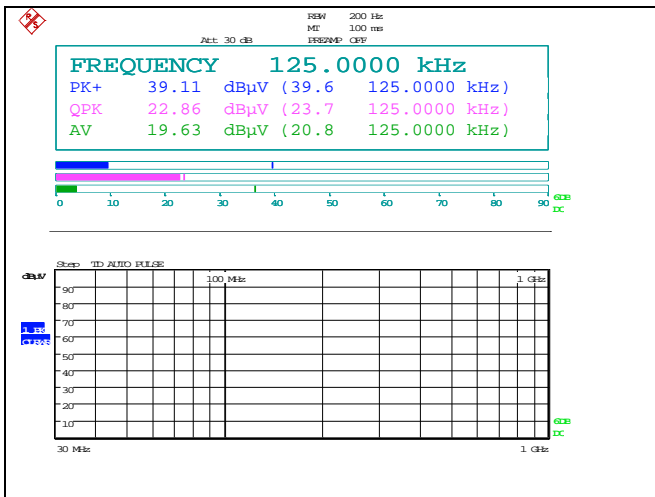 RBW 200 Hz
MT 100 ms
Att 30 dB PREAMP OFF
FREQUENCY 125.0000 kHz
PK+ 39.11 dBµV (39.6 125.0000 kHz)
QPK 22.86 dBµV (23.7 125.0000 kHz)
AV 19.63 dBµV (20.8 125.0000 kHz)
0 10 20 30 40 50 60 70 80 90
6DB
DC
Step TD AUTO PULSE
dBµV
100 MHz 1 GHz
90
80
70
1 PK
60
50
40
30
20
10
6DB
DC
30 MHz 1 GHz